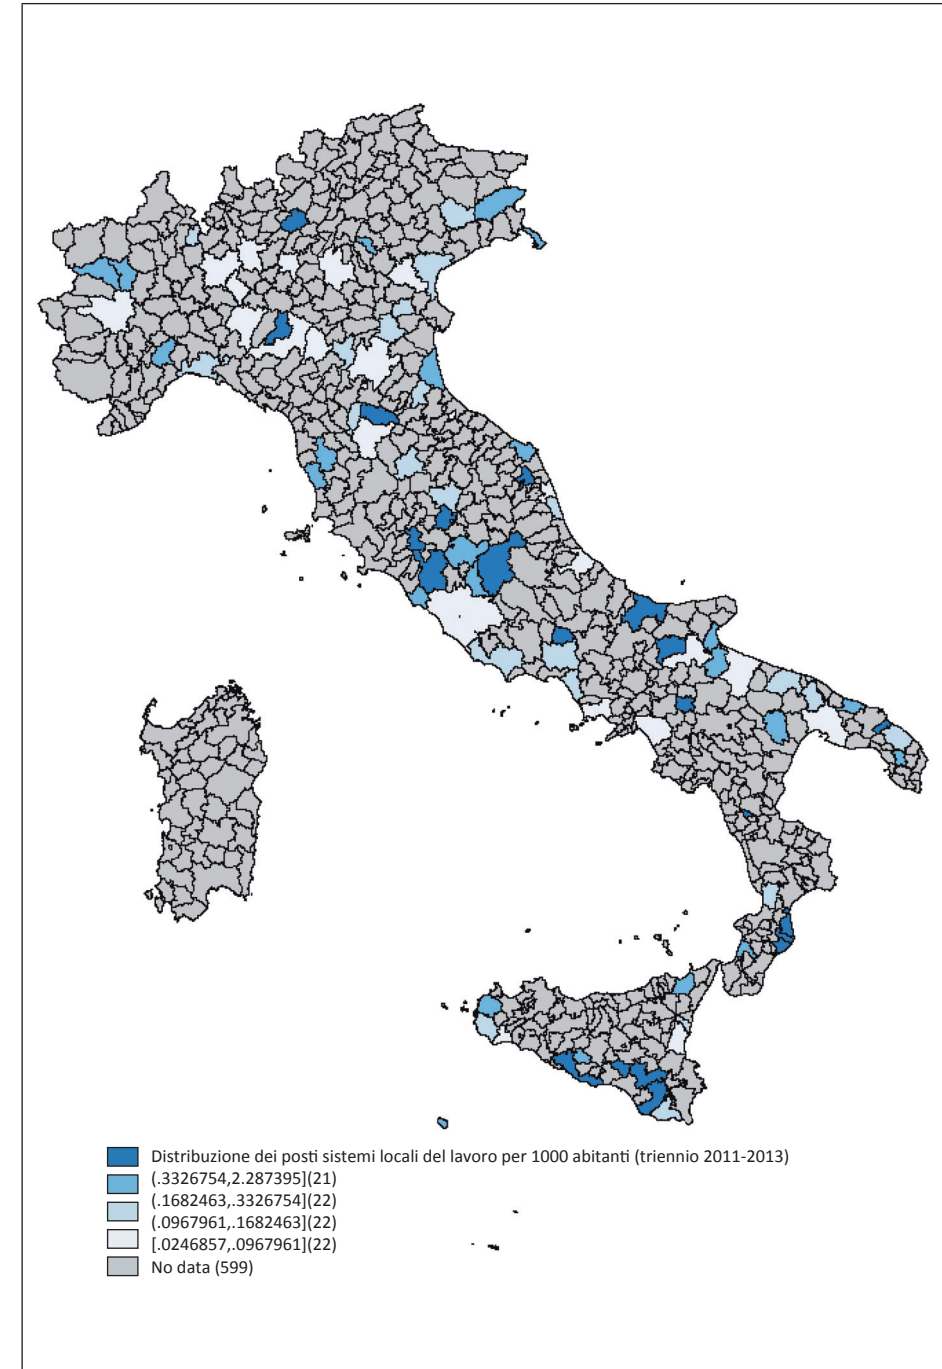 Distribuzione dei posti sistemi locali del lavoro per 1000 abitanti (triennio 2011-2013)
(.3326754,2.287395](21)
(.1682463,.3326754](22)
(.0967961,.1682463](22)
[.0246857,.0967961](22)
No data (599)